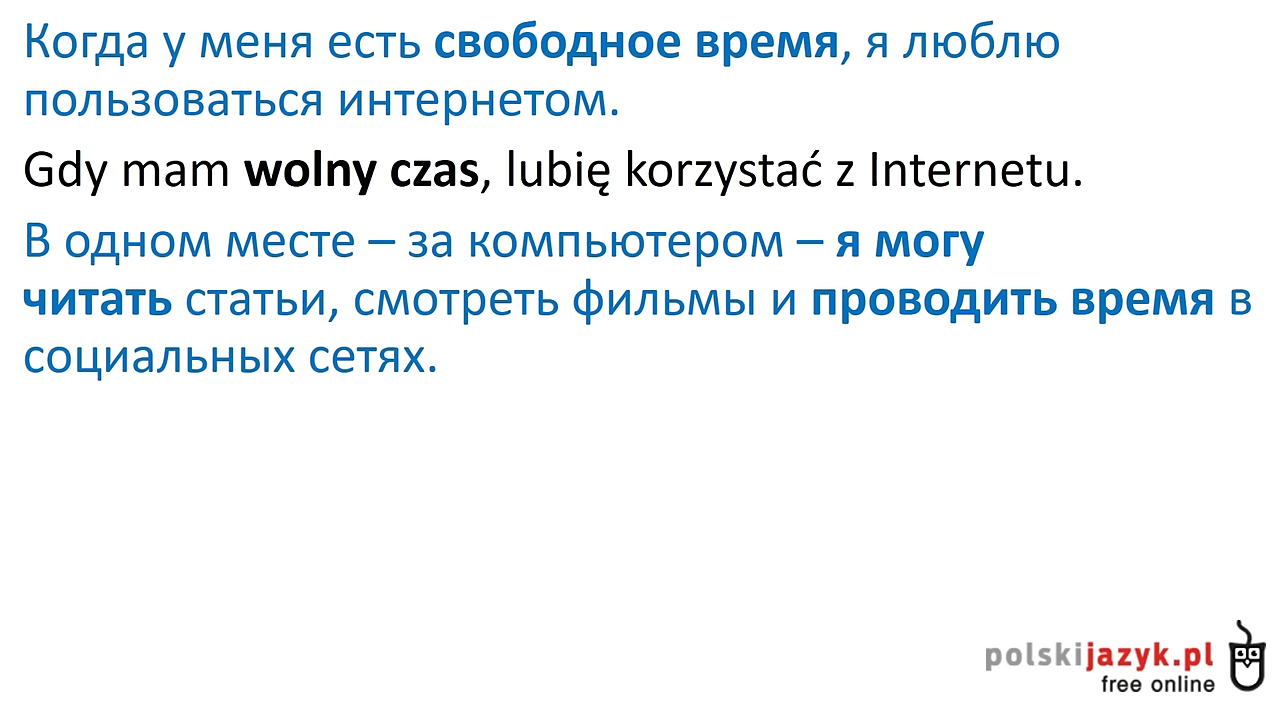 Когда у меня есть свободное время, я люблю
пользоваться интернетом.
Gdy mam wolny czas, lubię korzystać z Internetu.
В одном месте – за компьютером – я могу
читать статьи, смотреть фильмы и проводить время в
социальных сетях.
polskijazyk.pl
free online